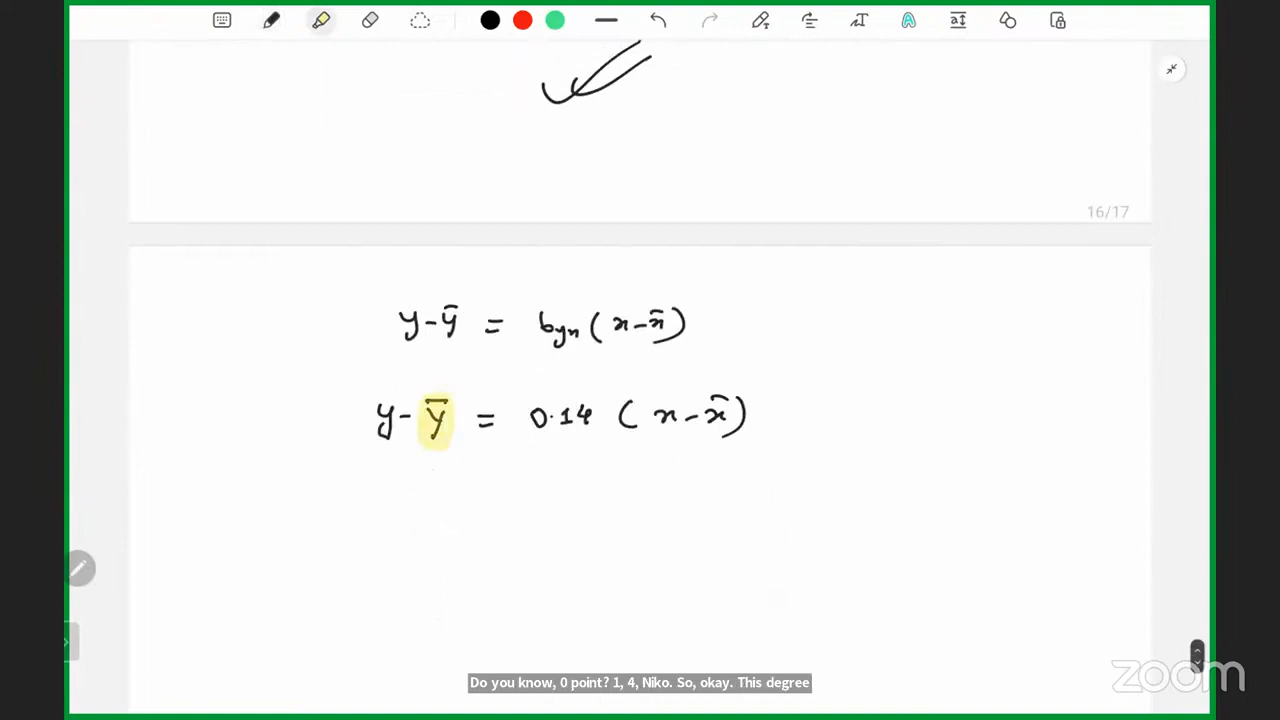 16/17
y-ȳ = byx(x-x̄)
y-ȳ = 0.14 (x-x̄)
Do you know, 0 point? 1, 4, Niko. So, okay. This degree
zoom